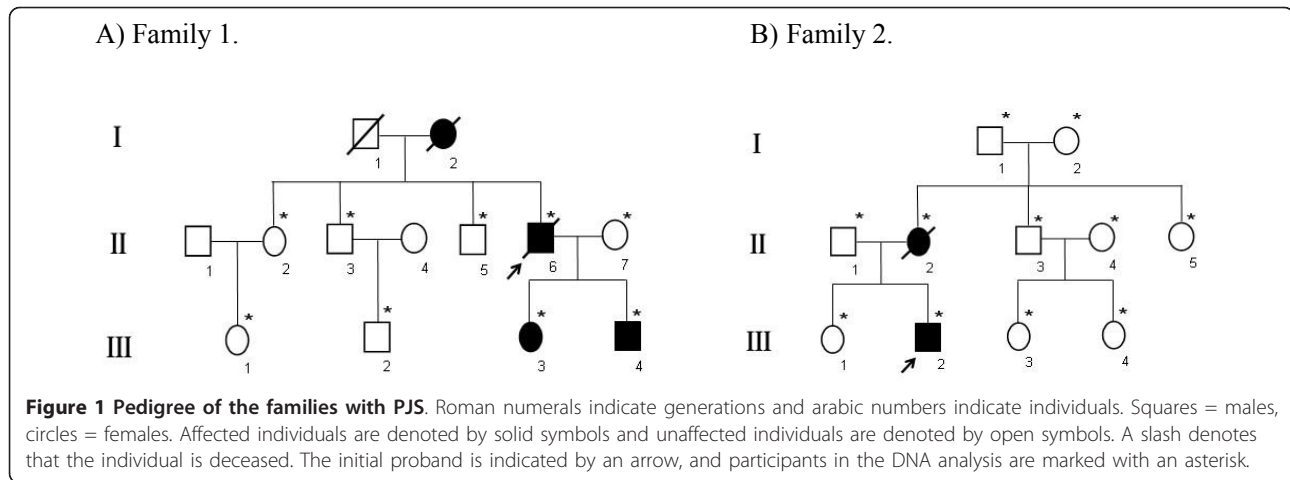 A) Family 1. B) Family 2.
* *
I 1 2 I 1 2
* * * * * * * * * *
II 1 2 3 4 5 6 7 II 1 2 3 4 5
* * * * * * * *
III 1 2 3 4 III 1 2 3 4
Figure 1 Pedigree of the families with PJS. Roman numerals indicate generations and arabic numbers indicate individuals. Squares = males,
circles = females. Affected individuals are denoted by solid symbols and unaffected individuals are denoted by open symbols. A slash denotes
that the individual is deceased. The initial proband is indicated by an arrow, and participants in the DNA analysis are marked with an asterisk.